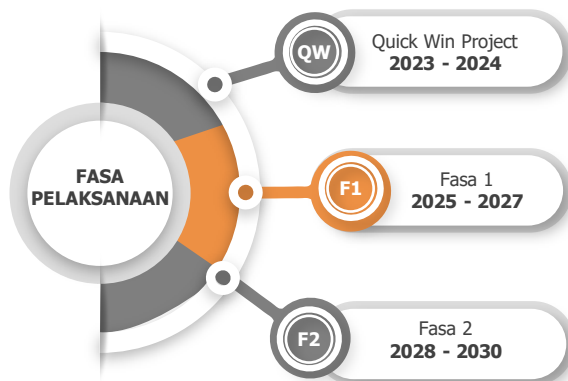 FASA
PELAKSANAAN
QW
Quick Win Project
2023 - 2024
F1
Fasa 1
2025 - 2027
F2
Fasa 2
2028 - 2030